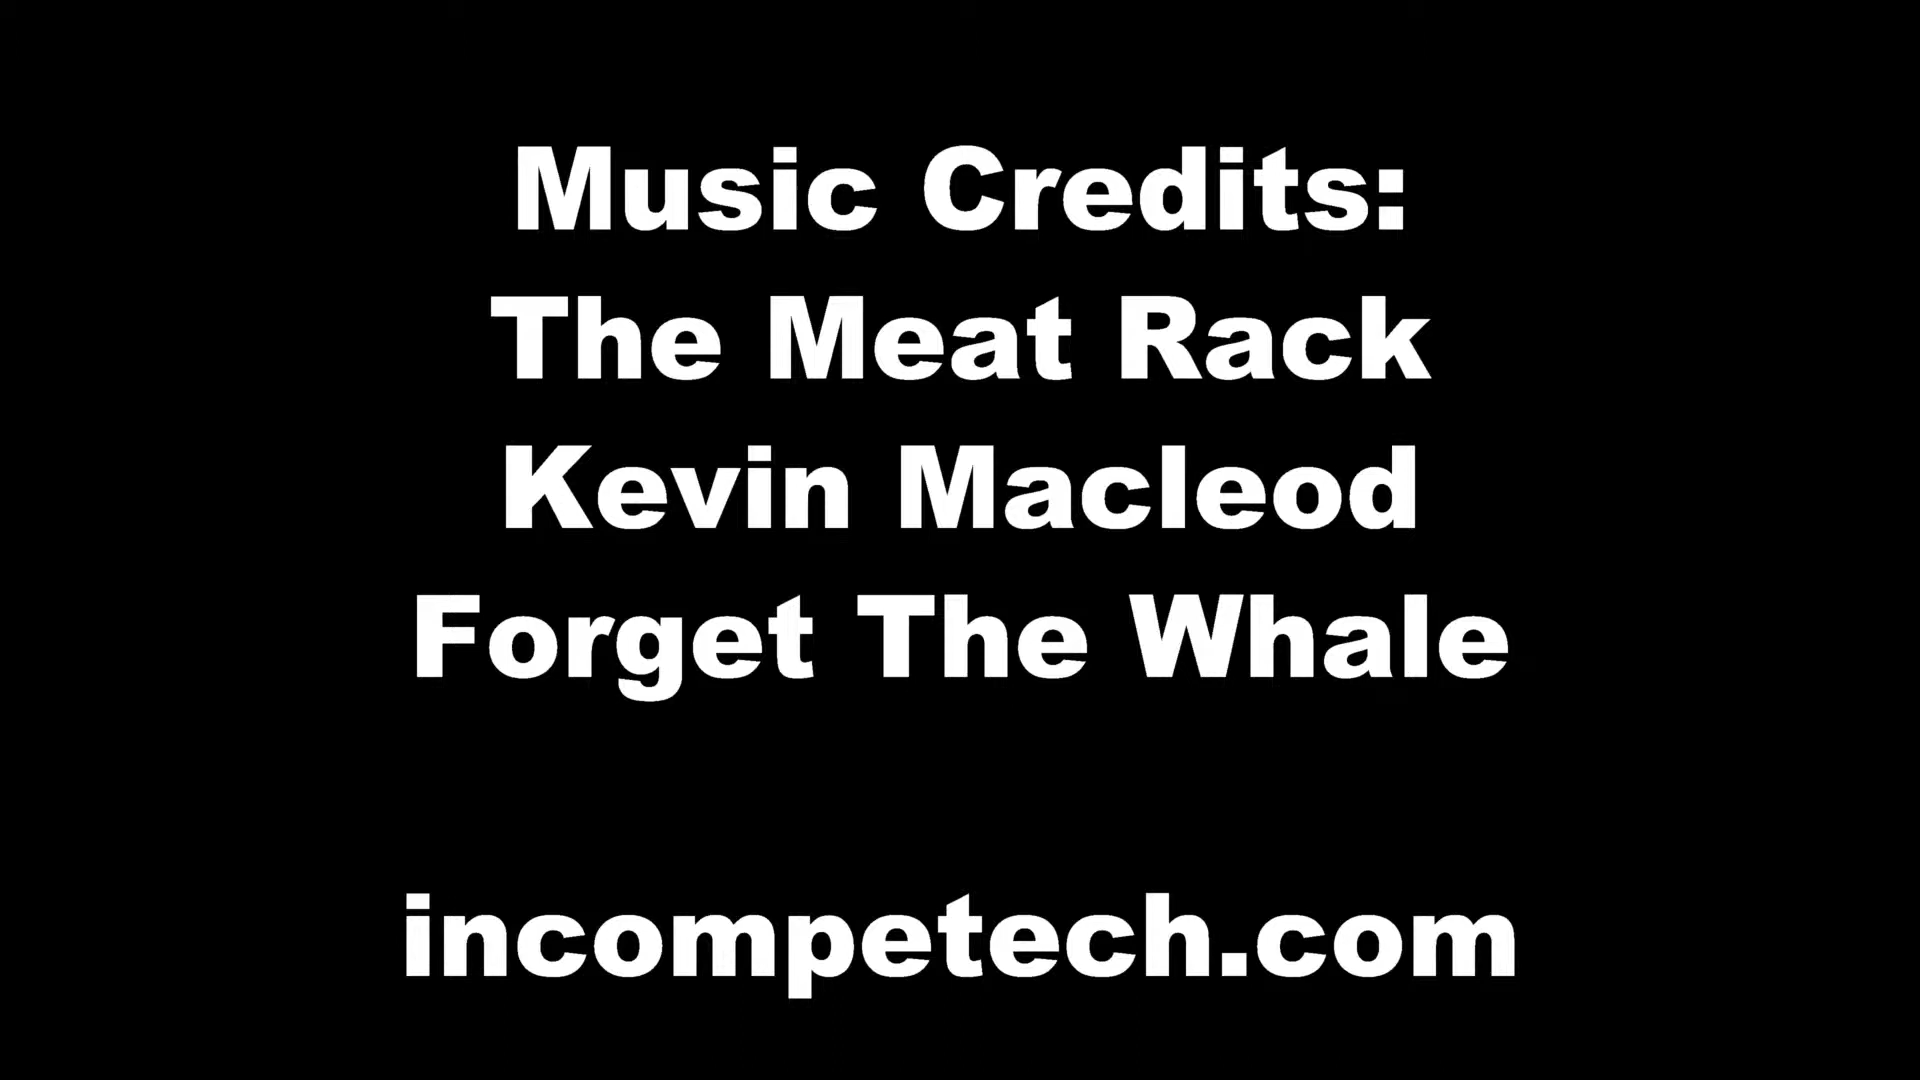 Music Credits:
The Meat Rack
Kevin Macleod
Forget The Whale
incompetech.com